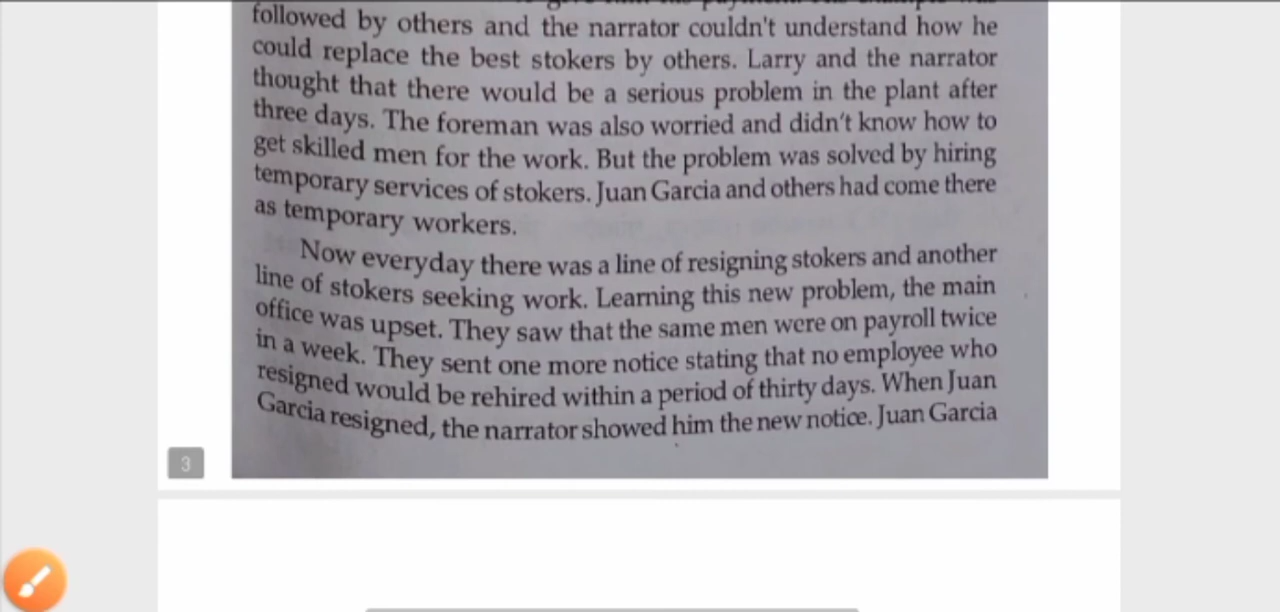 followed by others and the narrator couldn't understand how he
could replace the best stokers by others. Larry and the narrator
thought that there would be a serious problem in the plant after
three days. The foreman was also worried and didn't know how to
get skilled men for the work. But the problem was solved by hiring
temporary services of stokers. Juan Garcia and others had come there
as temporary workers.
Now everyday there was a line of resigning stokers and another
line of stokers seeking work. Learning this new problem, the main
office was upset. They saw that the same men were on payroll twice
in a week. They sent one more notice stating that no employee who
resigned would be rehired within a period of thirty days. When Juan
Garcia resigned, the narrator showed him the new notice. Juan Garcia
3